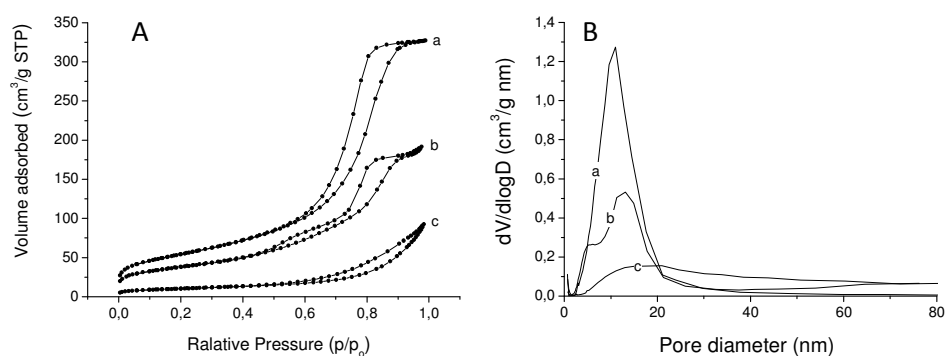 A
a
b
c
350
300
250
200
150
100
50
0
0,0
0,2
0,4
0,6
0,8
1,0
Volume adsorbed (cm³/g STP)
Ralative Pressure (p/pₒ)
B
a
b
c
1,4
1,2
1,0
0,8
0,6
0,4
0,2
0,0
0
20
40
60
80
dV/dlogD (cm³/g nm)
Pore diameter (nm)